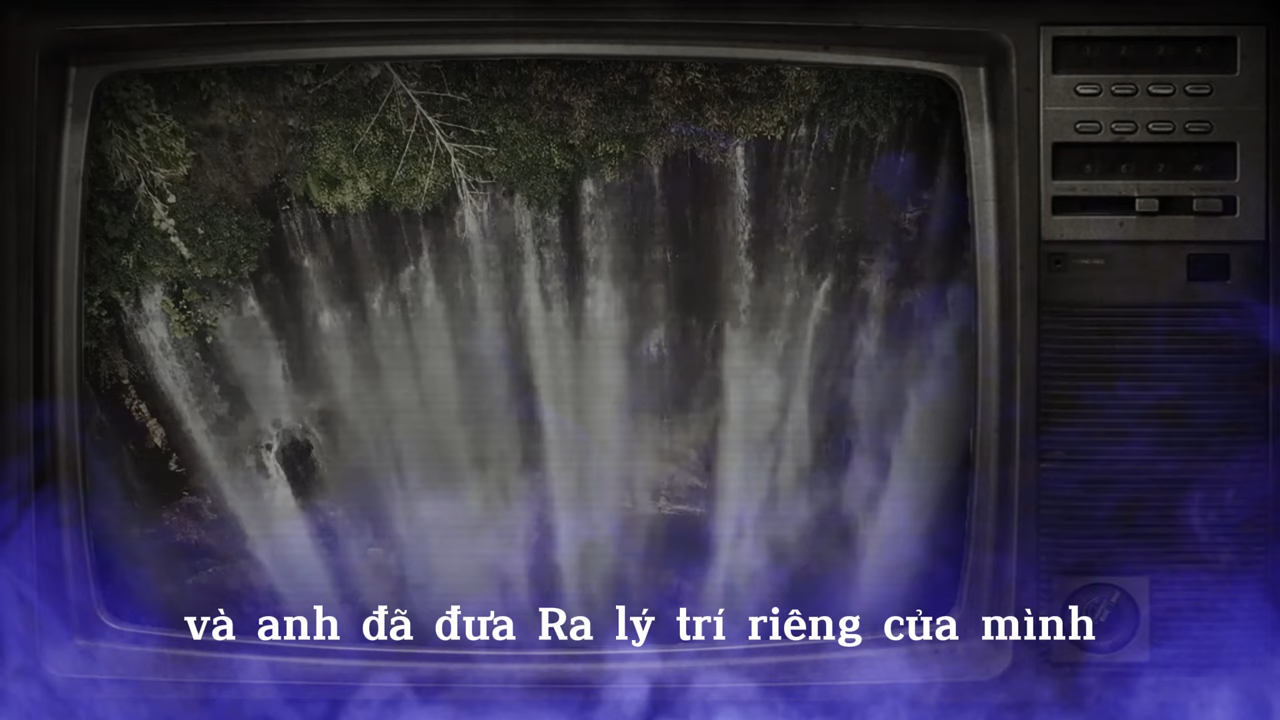 và anh đã đưa Ra lý trí riêng của mình